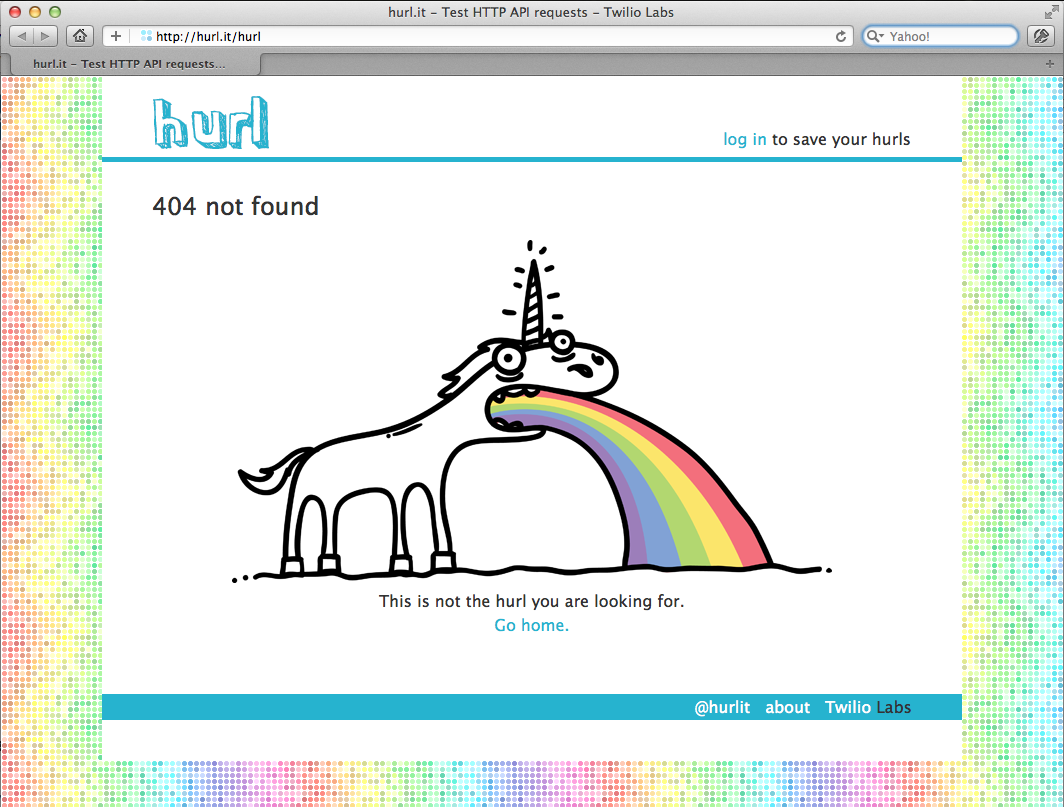 hurl.it – Test HTTP API requests – Twilio Labs
http://hurl.it/hurl
Yahoo!
hurl.it – Test HTTP API requests...
hurl
log in to save your hurls
404 not found
This is not the hurl you are looking for.
Go home.
@hurlit about Twilio Labs